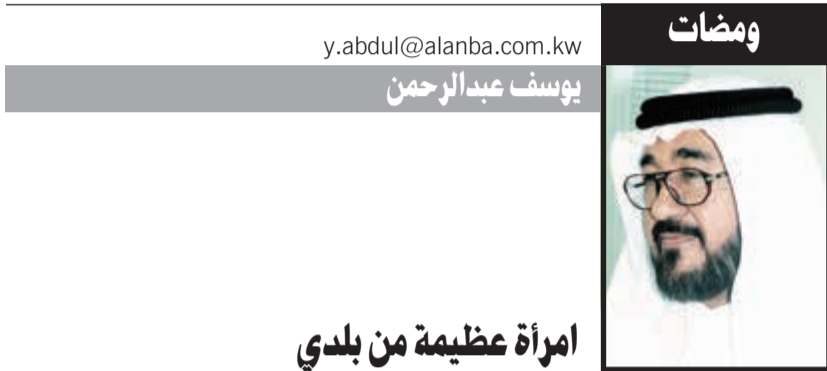 ومضات
y.abdul@alanba.com.kw
يوسف عبدالرحمن
امرأة عظيمة من بلدي